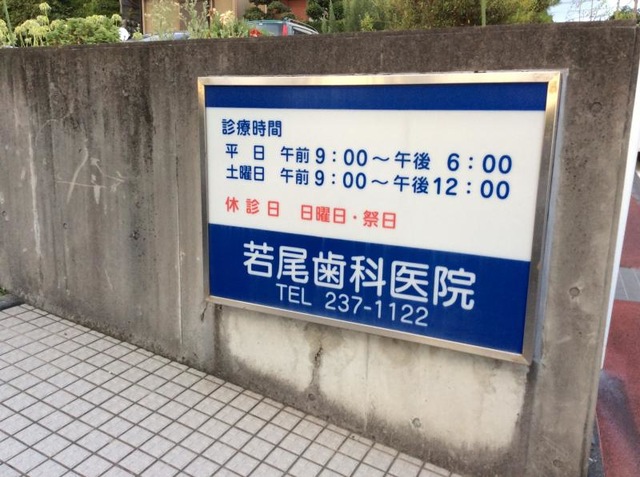 診療時間
平 日 午前 9:00~午後 6:00
土曜日 午前 9:00~午後12:00
休診日 日曜日・祭日
若尾歯科医院
TEL 237-1122